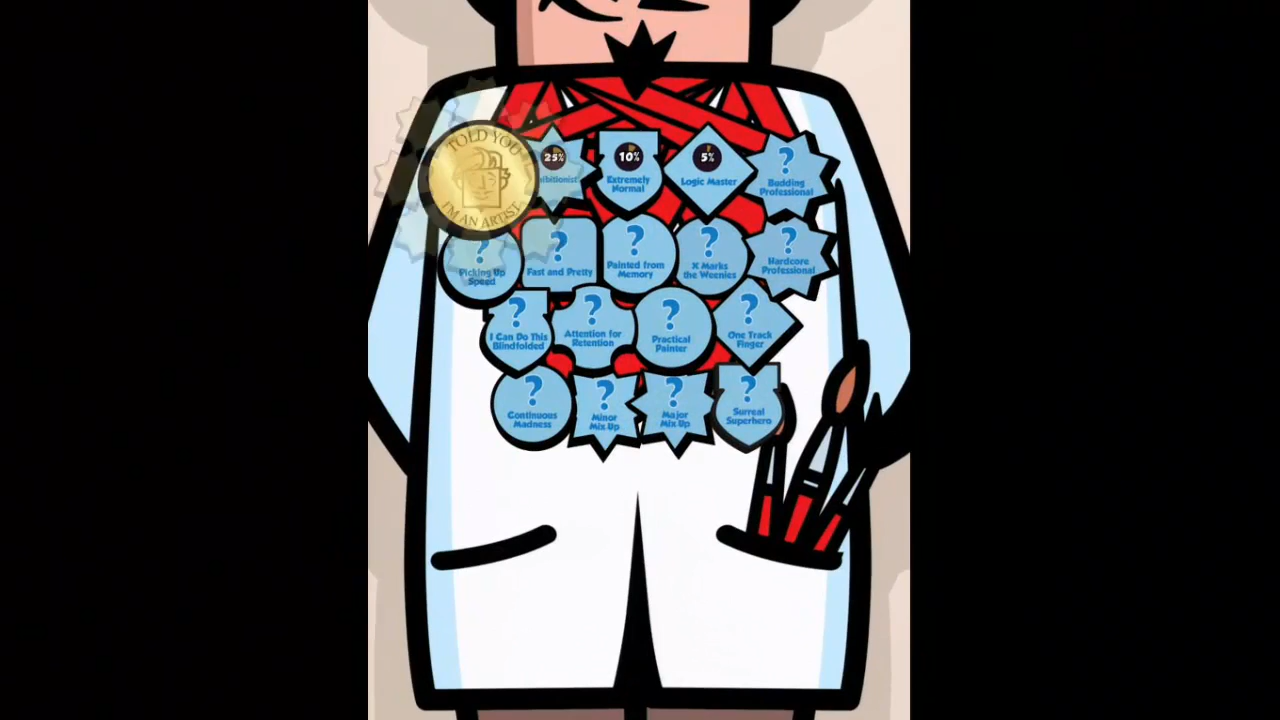 TOLD YOU
I'M AN ARTIST
25%
10%
Extremely
Normal
5%
Logic Master
?
Budding
Professional
?
Picking Up
Speed
?
Fast and Pretty
?
Painted from
Memory
?
X Marks
the Weenies
?
Hardcore
Professional
?
I Can Do This
Blindfolded
?
Attention for
Retention
?
Practical
Painter
?
One Track
Finger
?
Continuous
Madness
?
Minor
Mix Up
?
Major
Mix Up
?
Surreal
Superhero